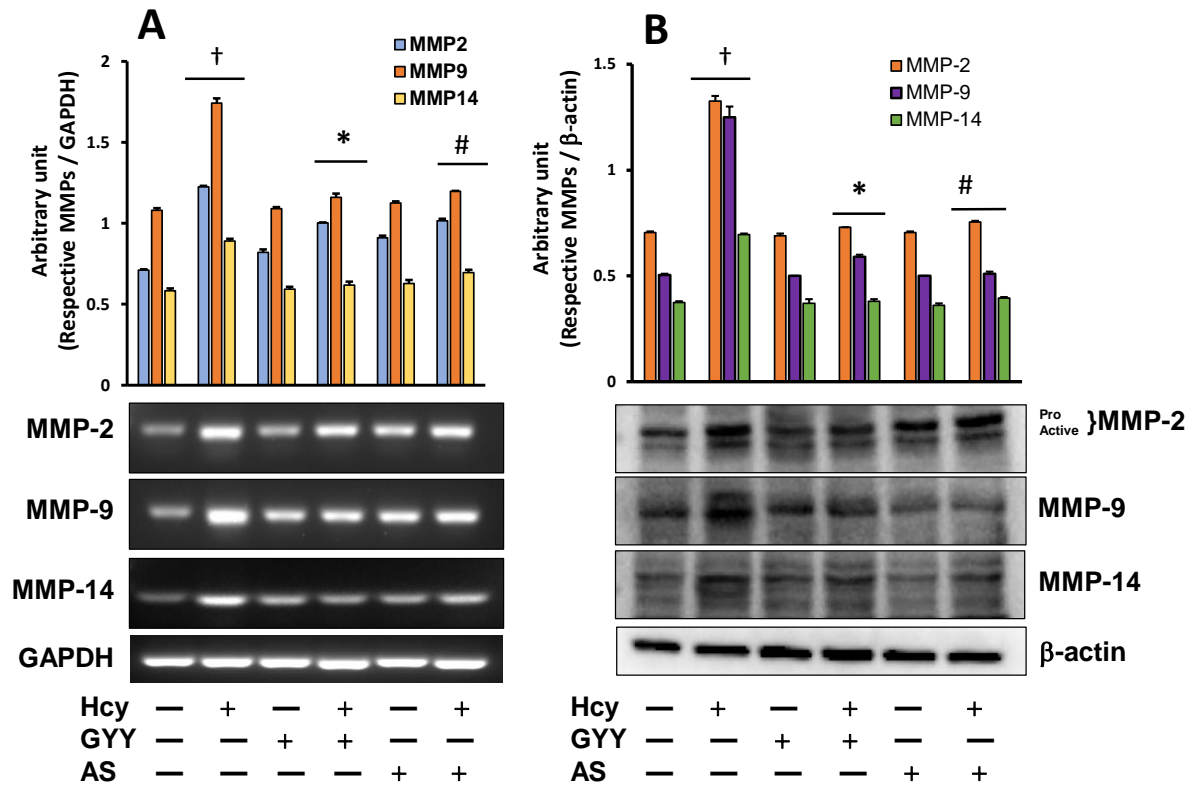 A
MMP2
MMP9
MMP14
†
*
#
Arbitrary unit
(Respective MMPs / GAPDH)
2
1.5
1
0.5
0
MMP-2
MMP-9
MMP-14
GAPDH
Hcy — + — + — +
GYY — — + + — —
AS — — — — + +
B
MMP-2
MMP-9
MMP-14
†
*
#
Arbitrary unit
(Respective MMPs / β-actin)
1.5
1
0.5
0
Pro
Active
}MMP-2
MMP-9
MMP-14
β-actin
Hcy — + — + — +
GYY — — + + — —
AS — — — — + +